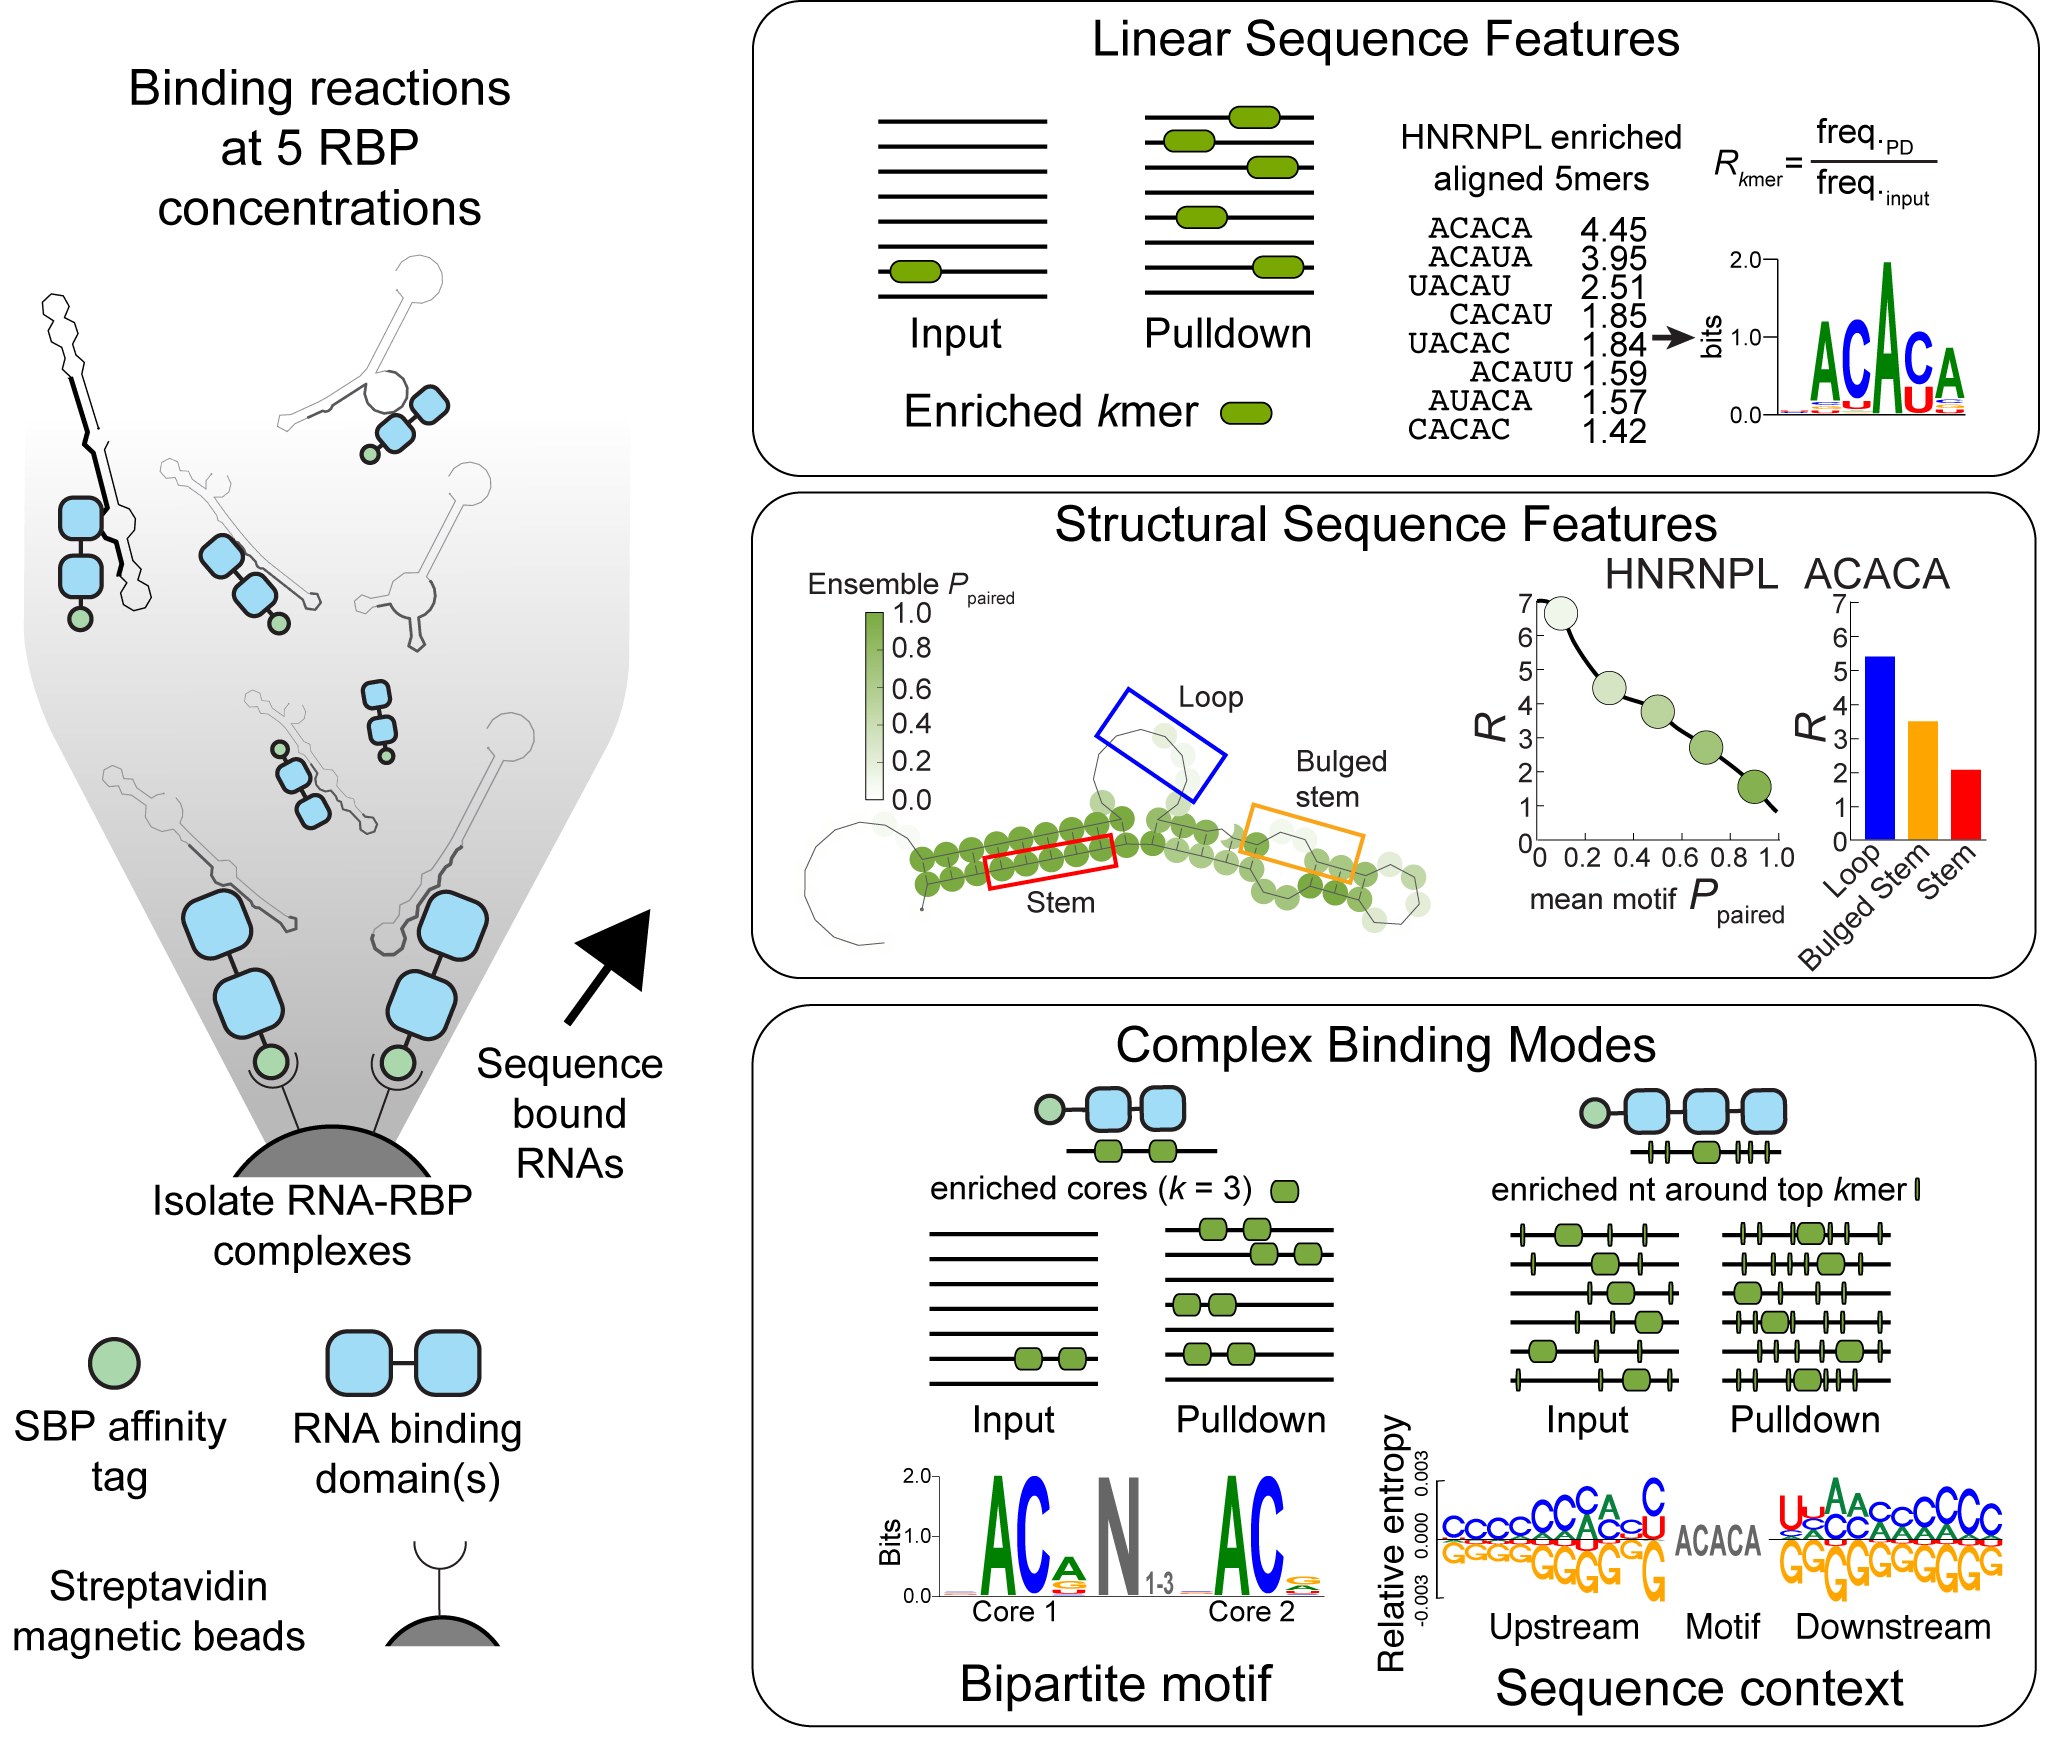 Binding reactions
at 5 RBP
concentrations
Sequence
bound
RNAs
Isolate RNA-RBP
complexes
SBP affinity
tag
RNA binding
domain(s)
Streptavidin
magnetic beads
Linear Sequence Features
Input
Pulldown
Enriched kmer
HNRNPL enriched
aligned 5mers
ACACA 4.45
ACAUA 3.95
UACAU 2.51
CACAU 1.85
UACAC 1.84
ACAUU 1.59
AUACA 1.57
CACAC 1.42
R kmer = freq.PD
freq.input
bits
2.0
1.0
0.0
ACACA
U
Structural Sequence Features
Ensemble P paired
1.0
0.8
0.6
0.4
0.2
0.0
Loop
Bulged
stem
Stem
HNRNPL ACACA
R
7
6
5
4
3
2
1
0
0 0.2 0.4 0.6 0.8 1.0
mean motif P paired
R
7
6
5
4
3
2
1
0
Loop
Bulged Stem
Stem
Complex Binding Modes
enriched cores (k = 3)
Input
Pulldown
Bits
2.0
1.0
0.0
ACA N 1-3 AC
Core 1
Core 2
Bipartite motif
enriched nt around top kmer
Input
Pulldown
Relative entropy
0.003
0.000
-0.003
ACACA
Upstream
Motif
Downstream
Sequence context